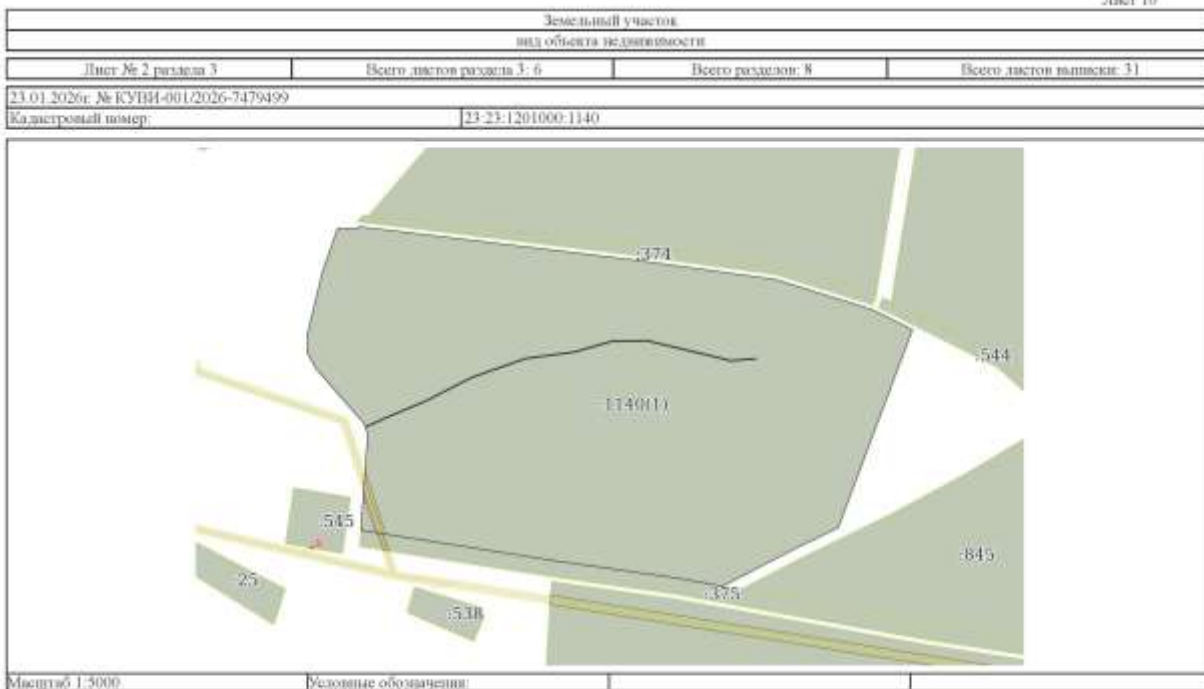 Лист 10
Земельный участок
вид объекта недвижимости
Лист № 2 раздела 3 Всего листов раздела 3: 6 Всего разделов: 8 Всего листов выписки: 31
23.01.2026г. № КУВИ-001/2026-7479499
Кадастровый номер: 23:23:1201000:1140
:374
:544
:1140(1)
:545
:845
:25
:375
:538
Масштаб 1:5000 Условные обозначения: